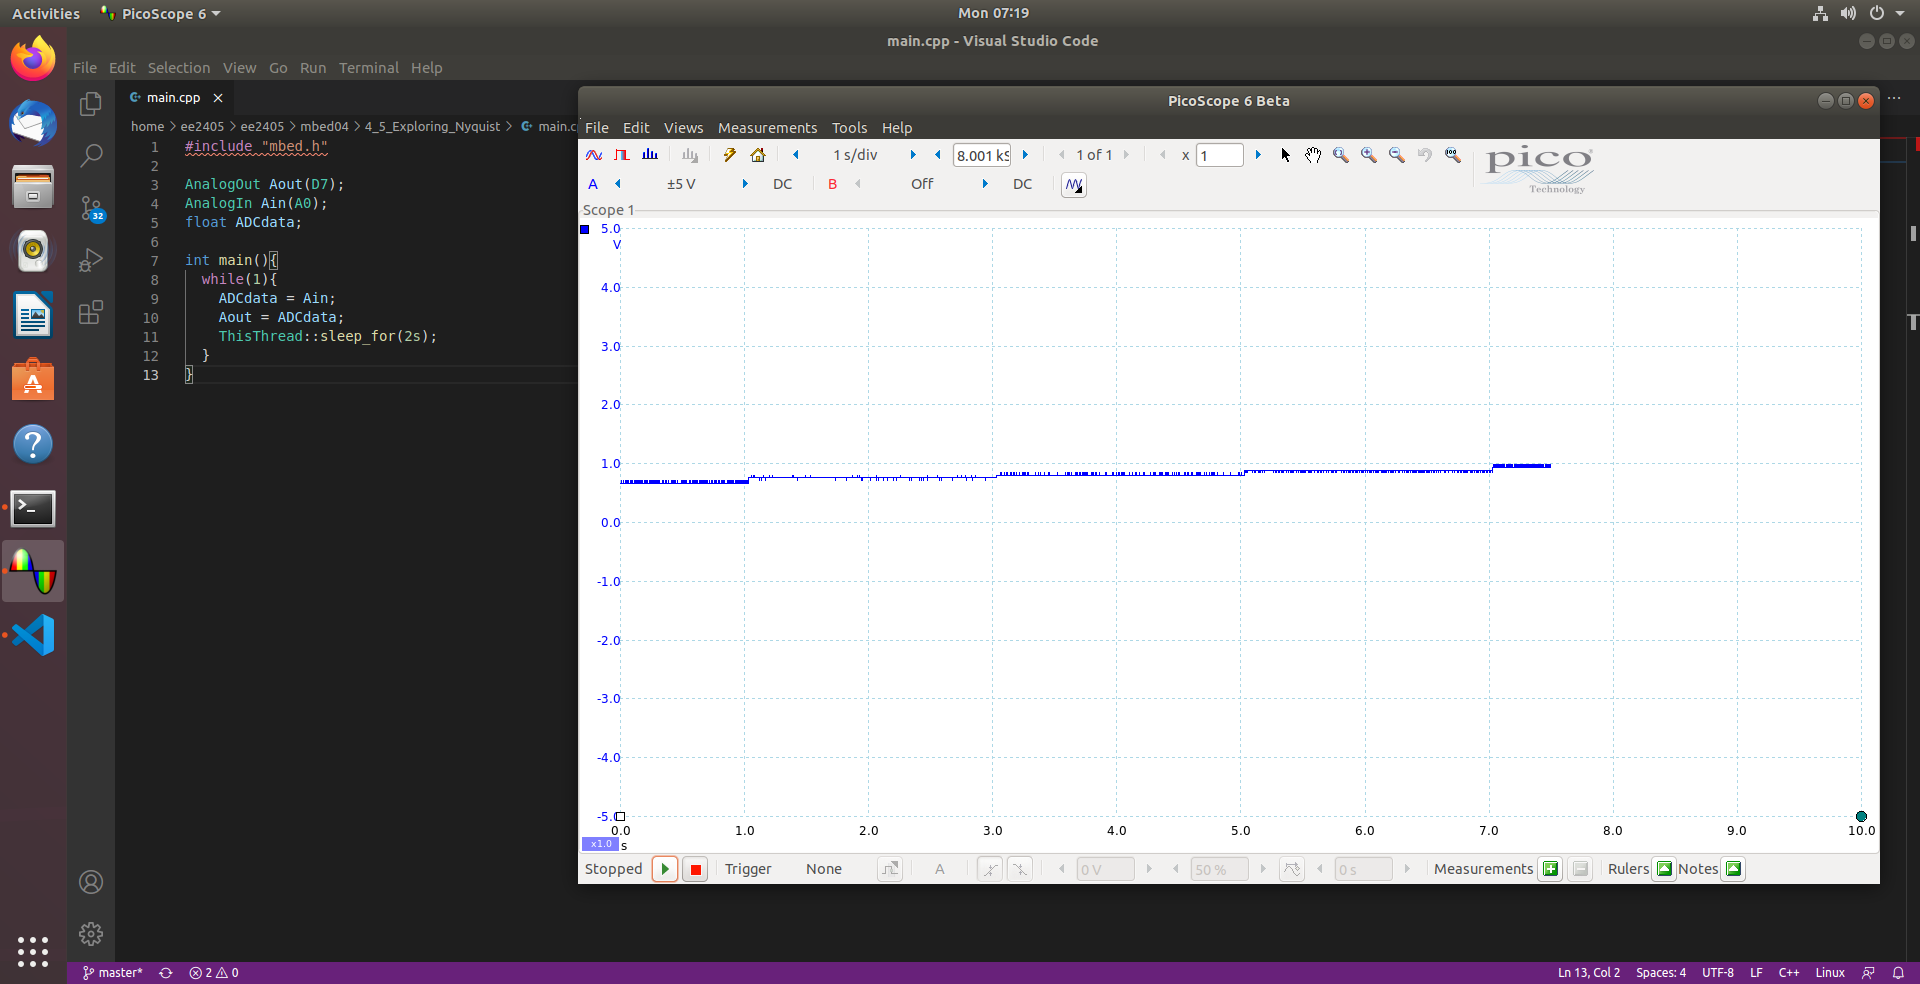 Activities PicoScope 6 Mon 07:19
main.cpp - Visual Studio Code
File Edit Selection View Go Run Terminal Help
main.cpp
home > ee2405 > ee2405 > mbed04 > 4_5_Exploring_Nyquist > main.c
1 #include "mbed.h"
2
3 AnalogOut Aout(D7);
4 AnalogIn Ain(A0);
5 float ADCdata;
6
7 int main(){
8 while(1){
9 ADCdata = Ain;
10 Aout = ADCdata;
11 ThisThread::sleep_for(2s);
12 }
13 }
32
PicoScope 6 Beta
File Edit Views Measurements Tools Help
1 s/div 8.001 kS 1 of 1 x 1
pico
Technology
A ±5 V DC B Off DC
Scope 1
5.0
V
4.0
3.0
2.0
1.0
0.0
-1.0
-2.0
-3.0
-4.0
-5.0
0.0 1.0 2.0 3.0 4.0 5.0 6.0 7.0 8.0 9.0 10.0
x1.0 s
Stopped Trigger None A 0 V 50 % 0 s Measurements Rulers Notes
master* 2 0 Ln 13, Col 2 Spaces: 4 UTF-8 LF C++ Linux